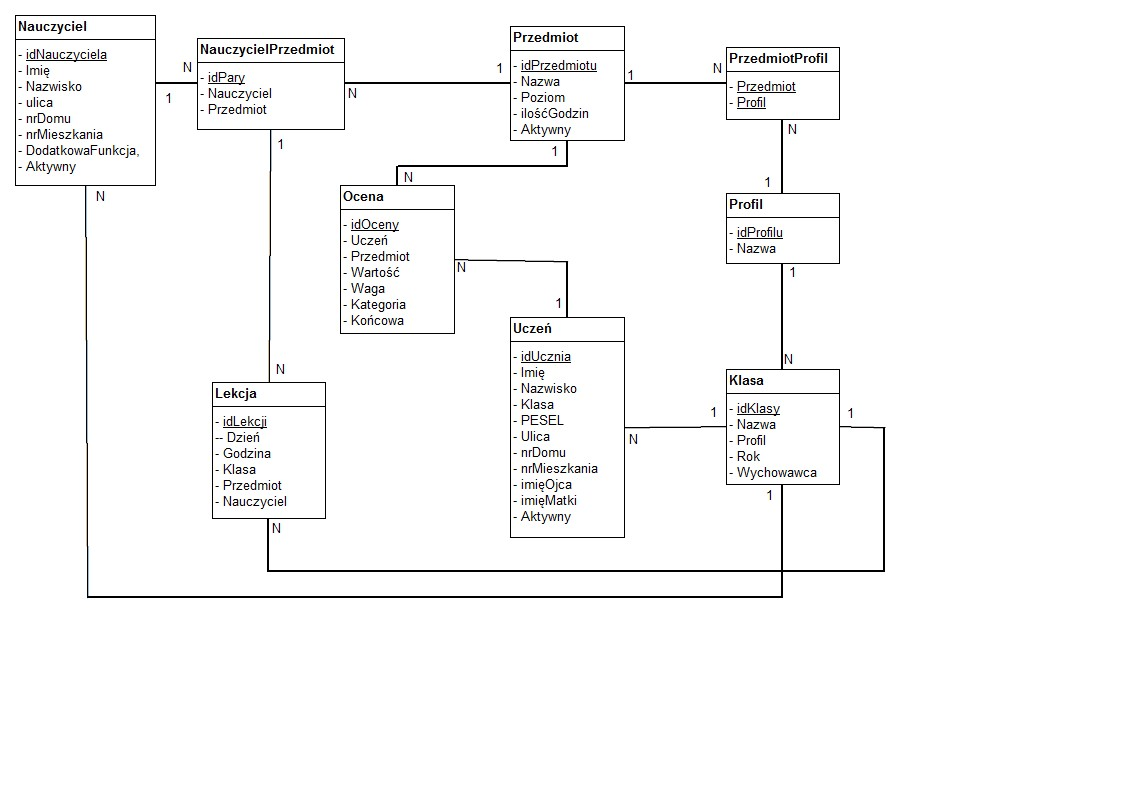 Nauczyciel
- idNauczyciela
- Imię
- Nazwisko
- ulica
- nrDomu
- nrMieszkania
- DodatkowaFunkcja,
- Aktywny
N
1
N
NauczycielPrzedmiot
- idPary
- Nauczyciel
- Przedmiot
N
1
1
Przedmiot
- idPrzedmiotu
- Nazwa
- Poziom
- ilośćGodzin
- Aktywny
1
N
1
PrzedmiotProfil
- Przedmiot
- Profil
N
1
N
Ocena
- idOceny
- Uczeń
- Przedmiot
- Wartość
- Waga
- Kategoria
- Końcowa
N
1
Profil
- idProfilu
- Nazwa
1
N
Uczeń
- idUcznia
- Imię
- Nazwisko
- Klasa
- PESEL
- Ulica
- nrDomu
- nrMieszkania
- imięOjca
- imięMatki
- Aktywny
N
1
Klasa
- idKlasy
- Nazwa
- Profil
- Rok
- Wychowawca
1
1
N
Lekcja
- idLekcji
-- Dzień
- Godzina
- Klasa
- Przedmiot
- Nauczyciel
N